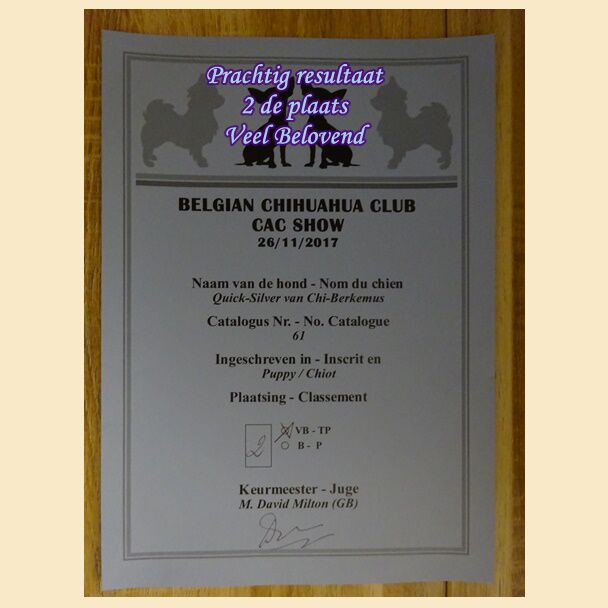 Prachtig resultaat
2 de plaats
Veel Belovend
BELGIAN CHIHUAHUA CLUB
CAC SHOW
26/11/2017
Naam van de hond - Nom du chien
Quick-Silver van Chi-Berkemus
Catalogus Nr. - No. Catalogue
61
Ingeschreven in - Inscrit en
Puppy / Chiot
Plaatsing - Classement
2
VB - TP
B - P
Keurmeester - Juge
M. David Milton (GB)